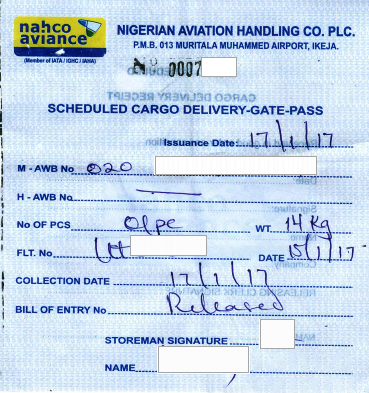 nahco
aviance
(Member of IATA / IGHC / IAHA)
NIGERIAN AVIATION HANDLING CO. PLC.
P.M.B. 013 MURITALA MUHAMMED AIRPORT, IKEJA.
No 0007
SCHEDULED CARGO DELIVERY-GATE-PASS
Issuance Date: 17/1/17
M - AWB No 020
H - AWB No
No OF PCS 01pc WT. 14 Kg
FLT. No LH DATE 15/1/17
COLLECTION DATE 17/1/17
BILL OF ENTRY No Released
STOREMAN SIGNATURE
NAME